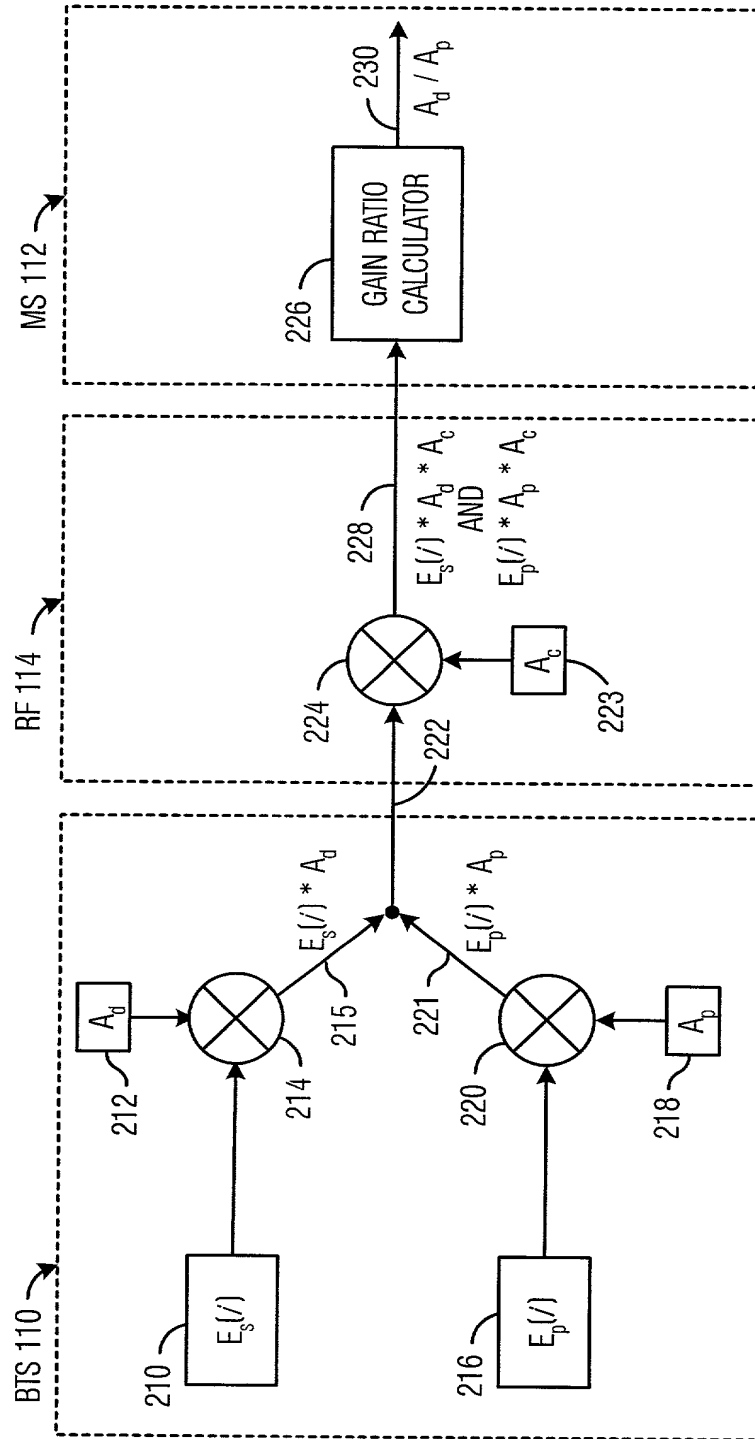 BTS 110
210
E_s(i)
212
A_d
214
215
E_s(i) * A_d
216
E_p(i)
218
A_p
220
221
E_p(i) * A_p
RF 114
222
224
A_c
223
228
E_s(i) * A_d * A_c
AND
E_p(i) * A_p * A_c
MS 112
226
GAIN RATIO
CALCULATOR
230
A_d / A_p